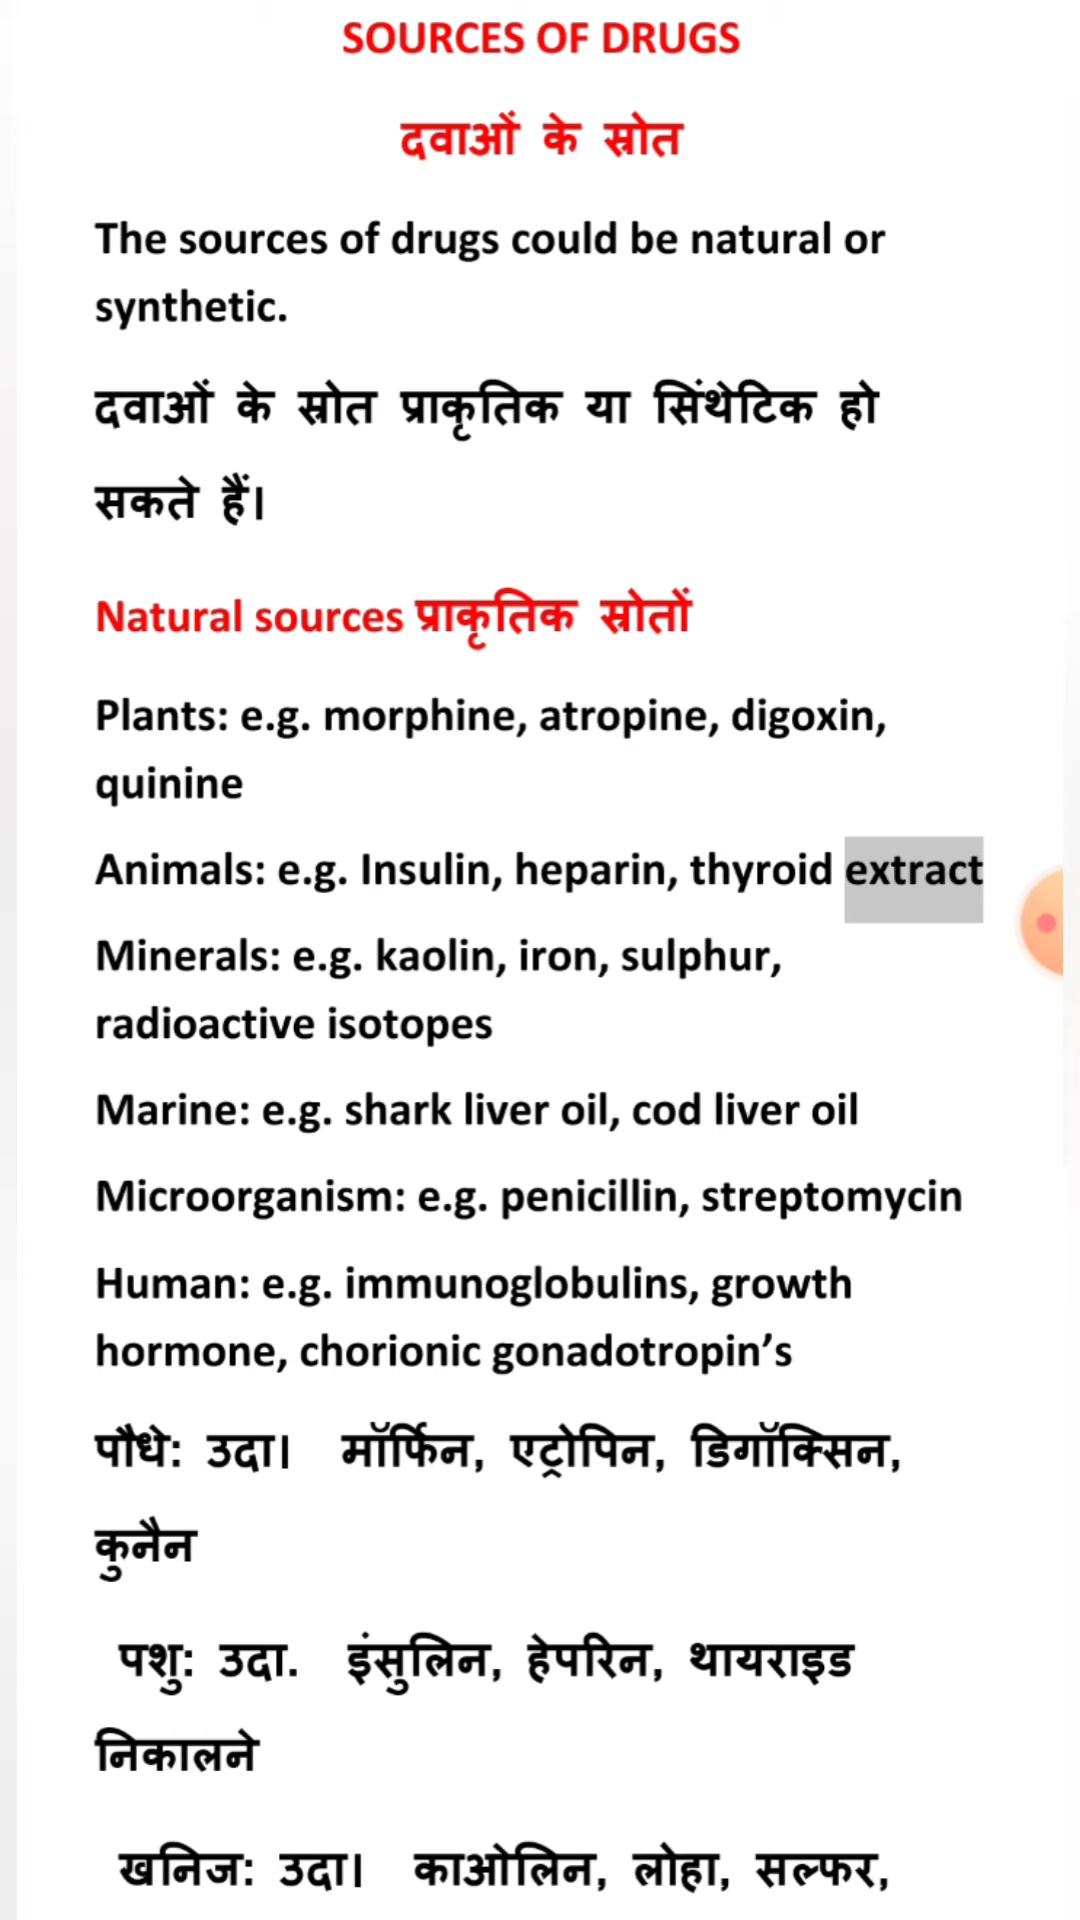 SOURCES OF DRUGS
दवाओं के स्रोत
The sources of drugs could be natural or
synthetic.
दवाओं के स्रोत प्राकृतिक या सिंथेटिक हो
सकते हैं।
Natural sources प्राकृतिक स्रोतों
Plants: e.g. morphine, atropine, digoxin,
quinine
Animals: e.g. Insulin, heparin, thyroid extract
Minerals: e.g. kaolin, iron, sulphur,
radioactive isotopes
Marine: e.g. shark liver oil, cod liver oil
Microorganism: e.g. penicillin, streptomycin
Human: e.g. immunoglobulins, growth
hormone, chorionic gonadotropin’s
पौधे: उदा। मॉर्फिन, एट्रोपिन, डिगॉक्सिन,
कुनैन
पशु: उदा. इंसुलिन, हेपरिन, थायराइड
निकालने
खनिज: उदा। काओलिन, लोहा, सल्फर,